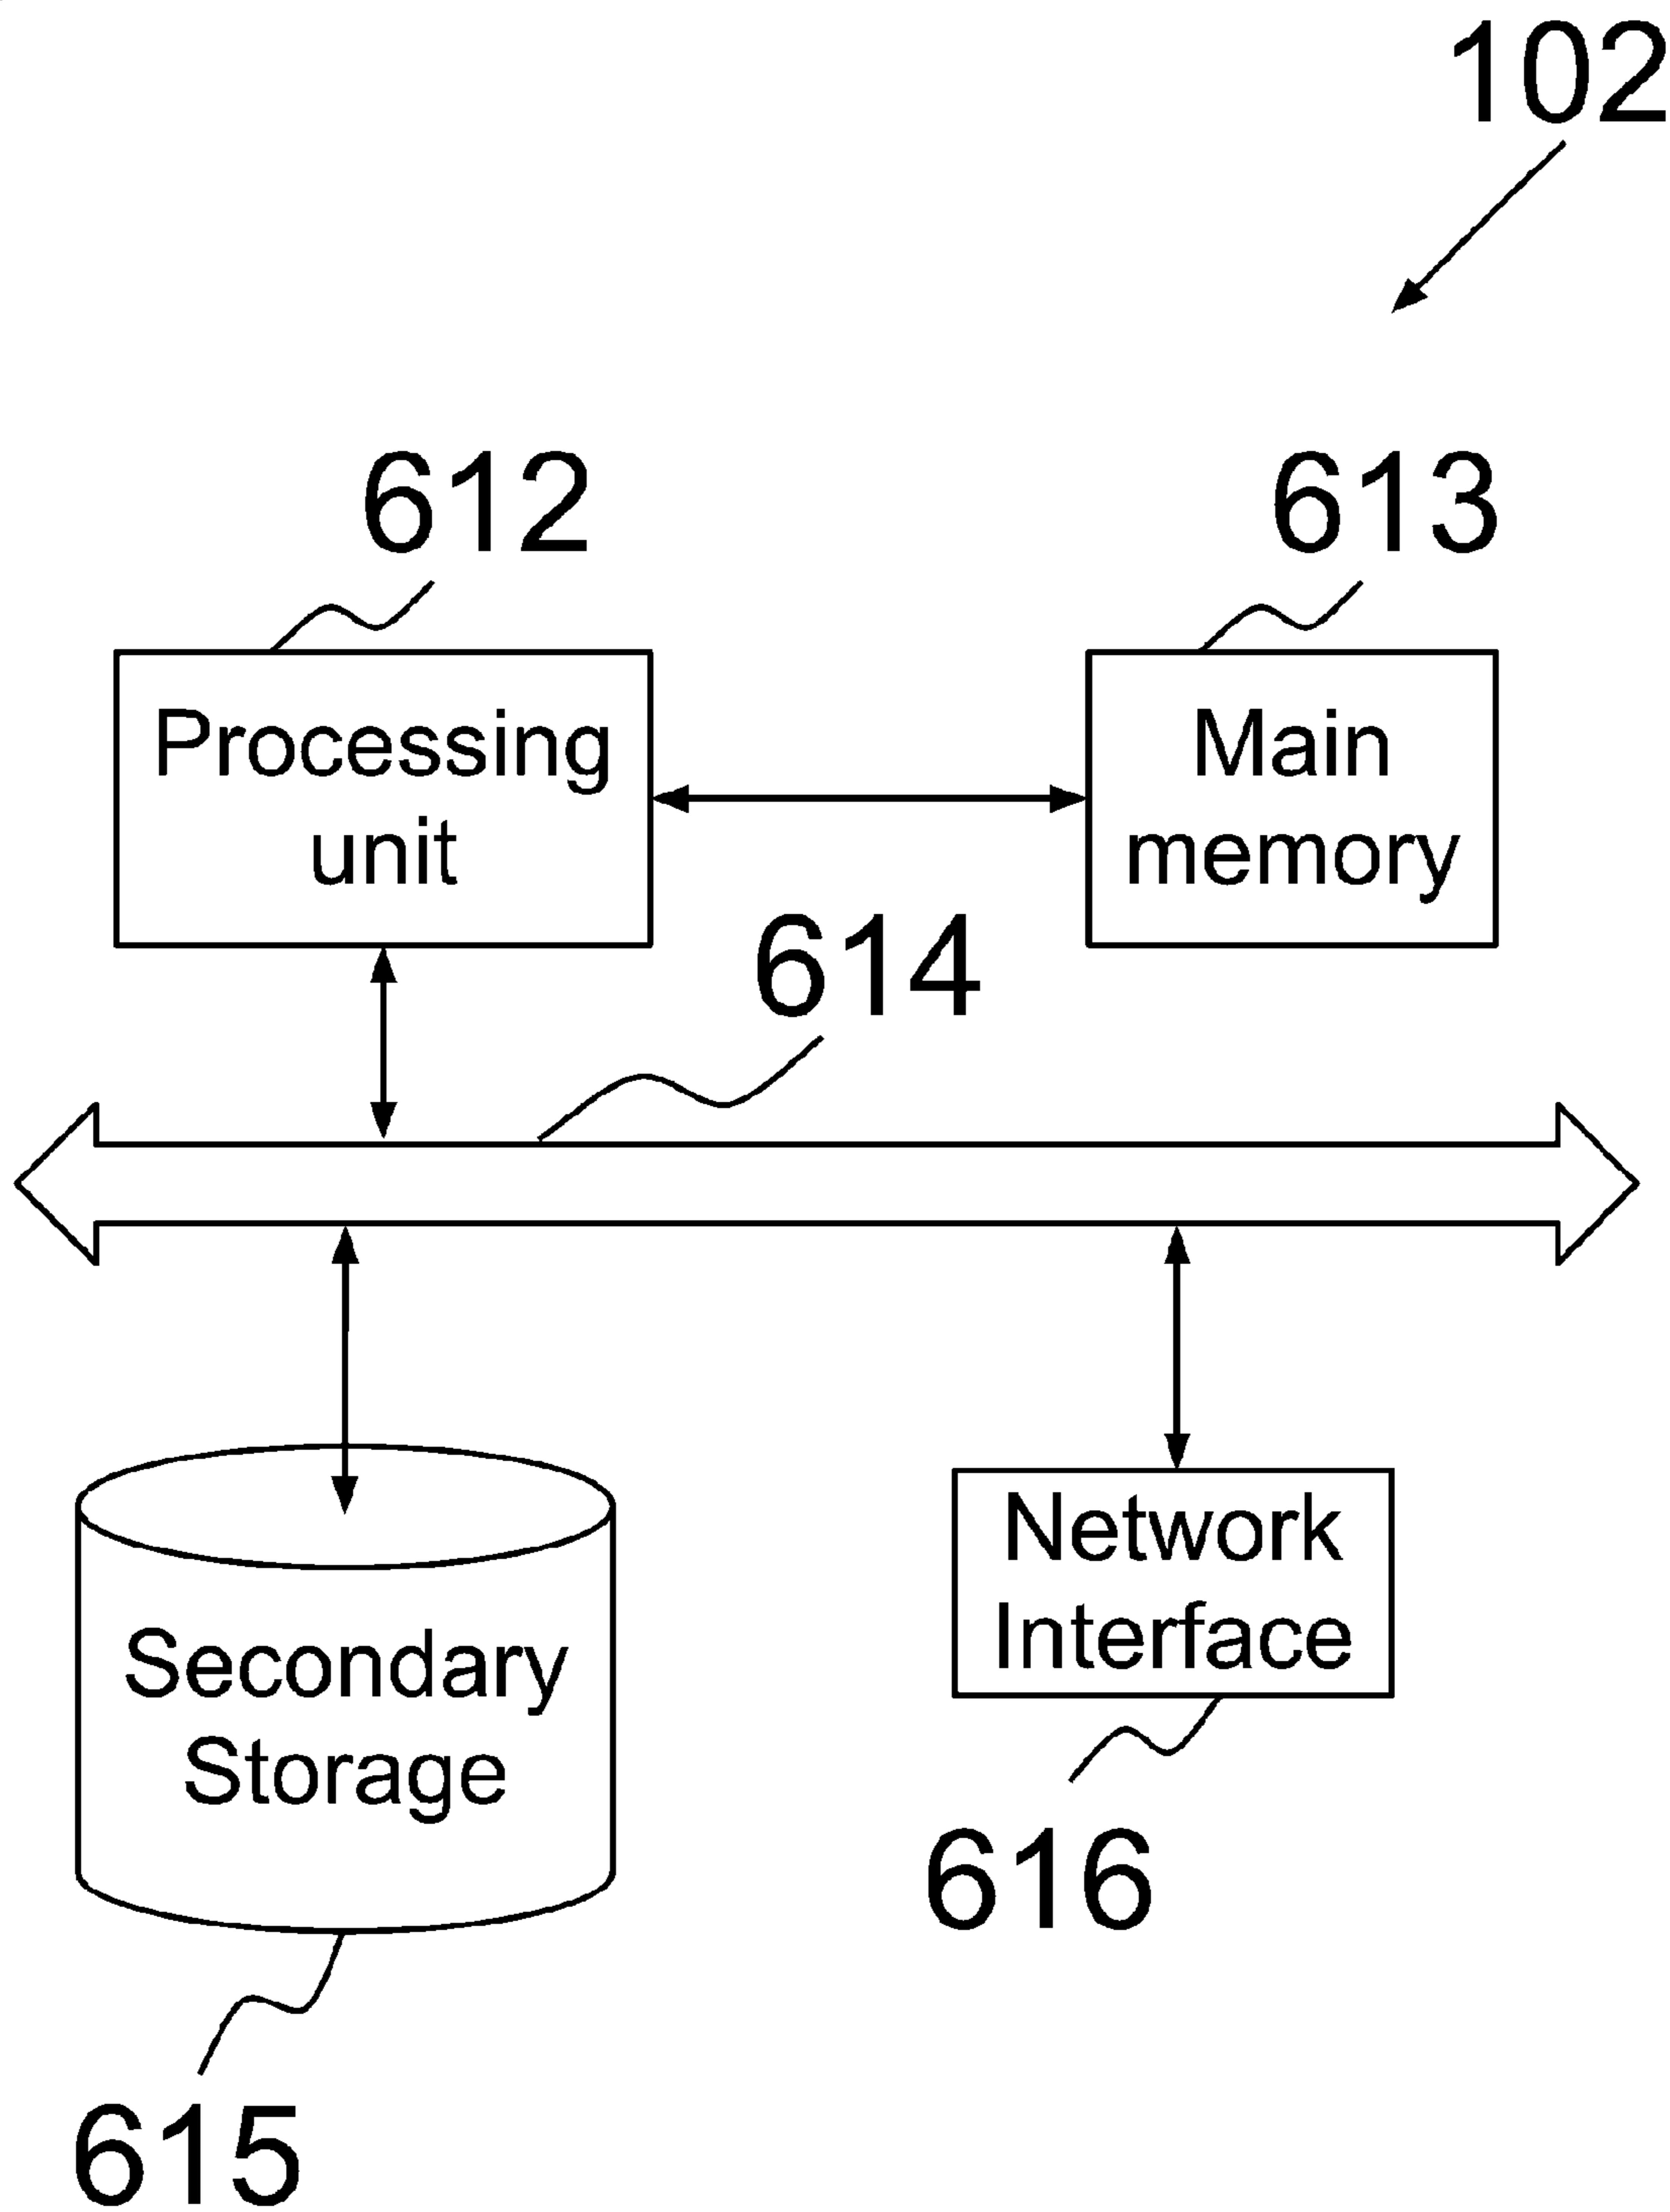 102
612
613
Processing
unit
Main
memory
614
Network
Interface
Secondary
Storage
616
615